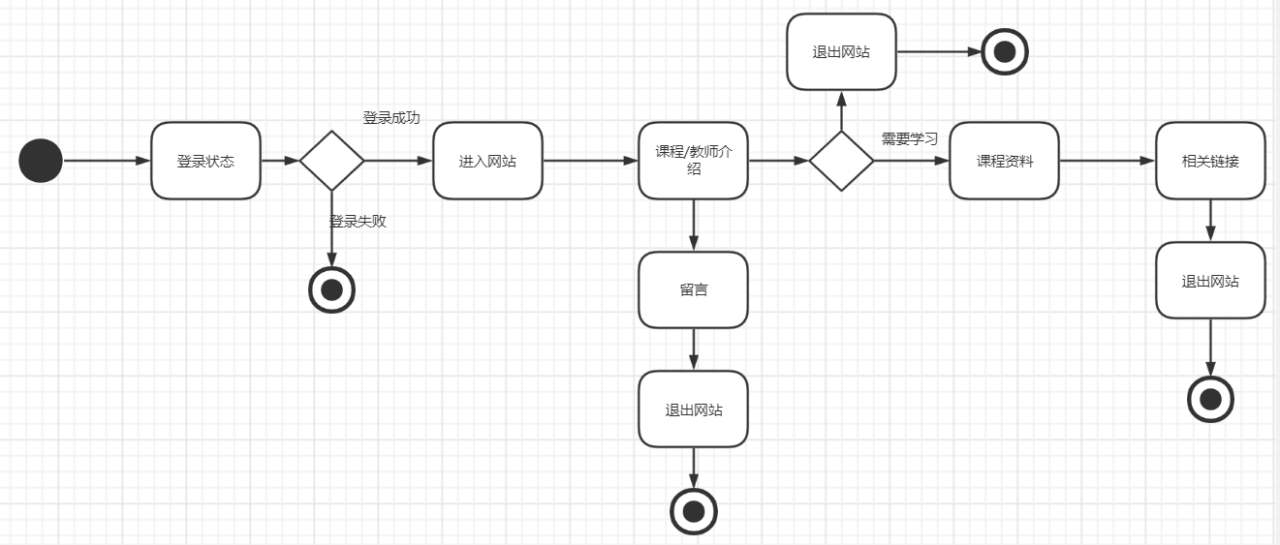 退出网站
登录成功
需要学习
登录状态
进入网站
课程/教师介
绍
课程资料
相关链接
登录失败
留言
退出网站
退出网站